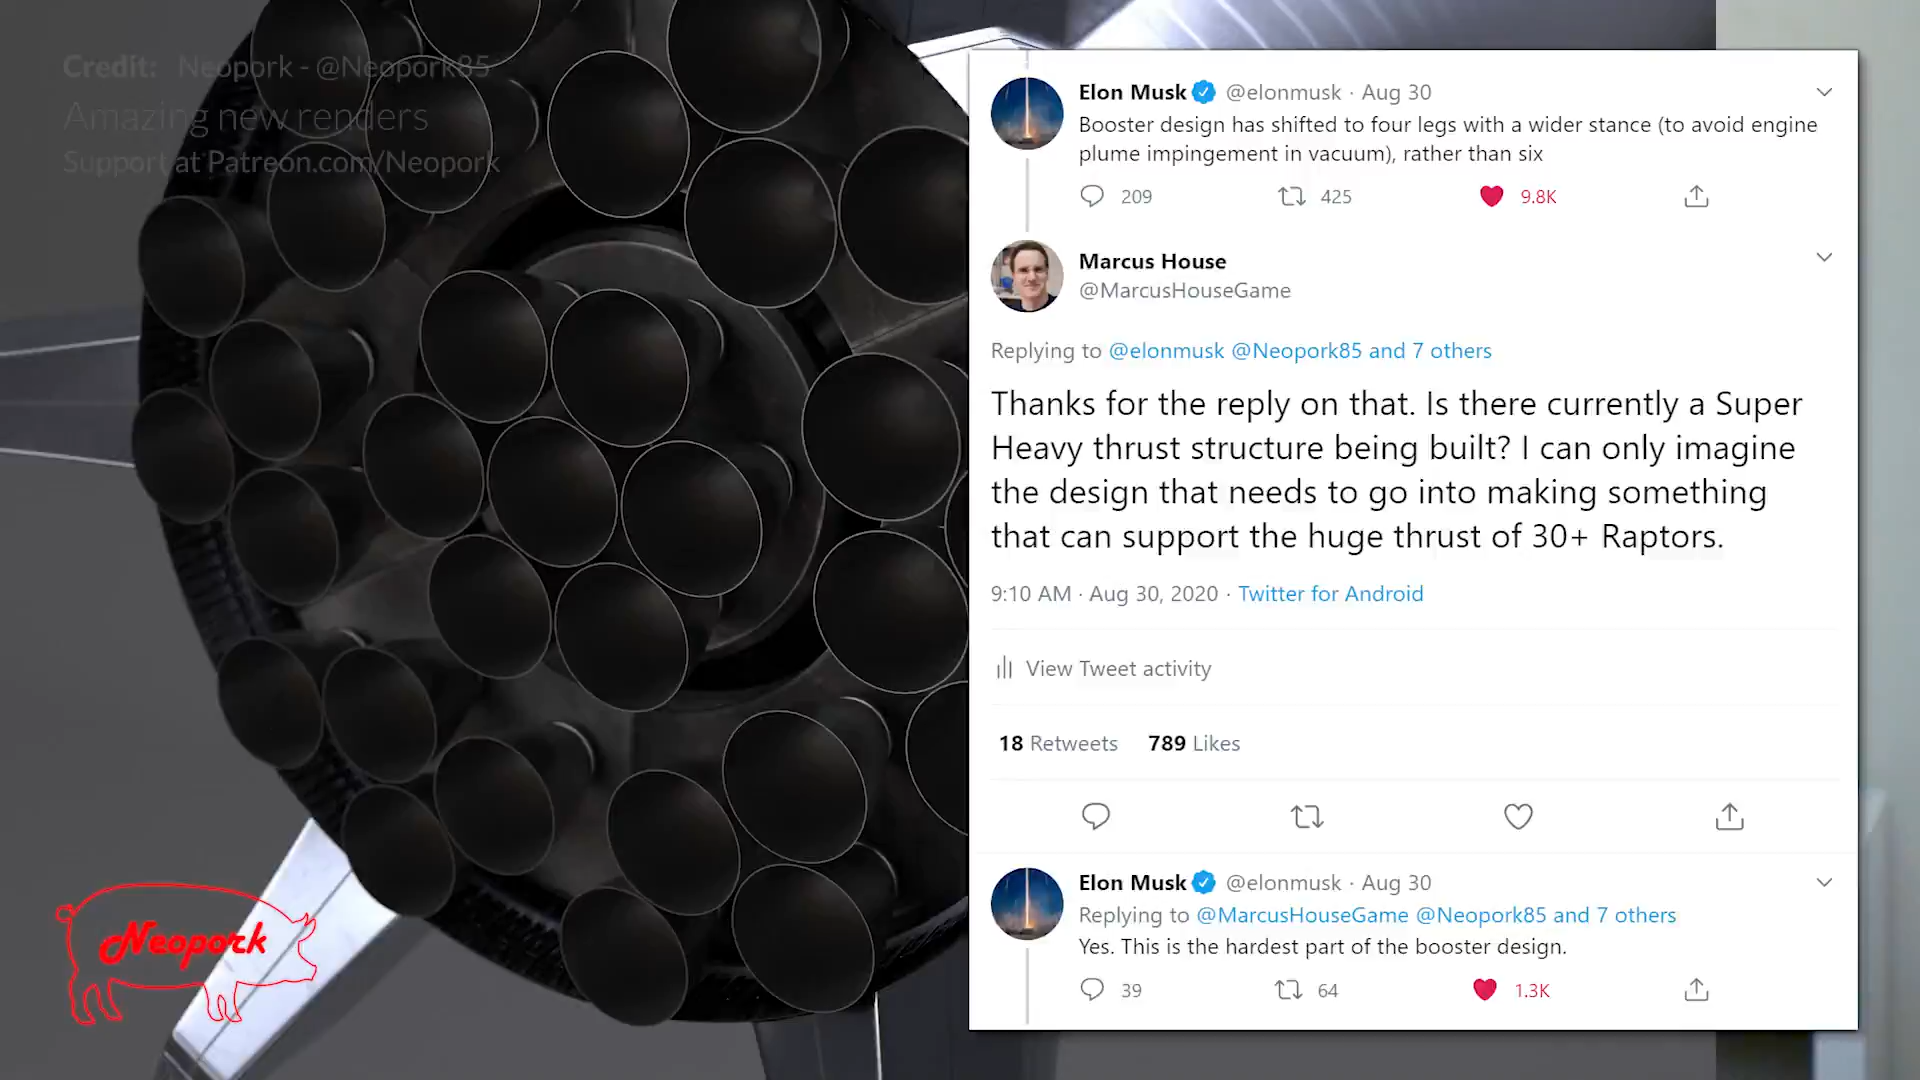 Credit: Neopork - @Neopork85
Amazing new renders
Support at Patreon.com/Neopork
Neopork
Elon Musk @elonmusk · Aug 30
Booster design has shifted to four legs with a wider stance (to avoid engine
plume impingement in vacuum), rather than six
209 425 9.8K
Marcus House
@MarcusHouseGame
Replying to @elonmusk @Neopork85 and 7 others
Thanks for the reply on that. Is there currently a Super
Heavy thrust structure being built? I can only imagine
the design that needs to go into making something
that can support the huge thrust of 30+ Raptors.
9:10 AM · Aug 30, 2020 · Twitter for Android
View Tweet activity
18 Retweets 789 Likes
Elon Musk @elonmusk · Aug 30
Replying to @MarcusHouseGame @Neopork85 and 7 others
Yes. This is the hardest part of the booster design.
39 64 1.3K